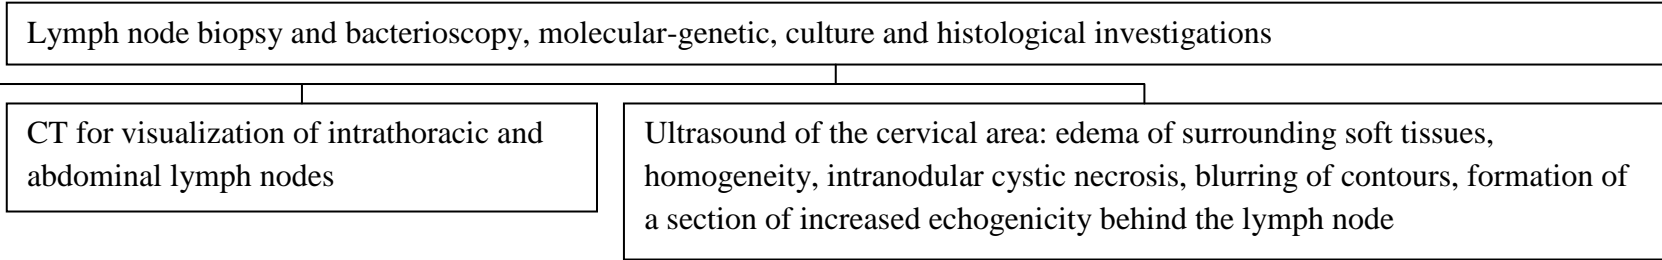 Lymph node biopsy and bacterioscopy, molecular-genetic, culture and histological investigations
CT for visualization of intrathoracic and
abdominal lymph nodes
Ultrasound of the cervical area: edema of surrounding soft tissues,
homogeneity, intranodular cystic necrosis, blurring of contours, formation of
a section of increased echogenicity behind the lymph node